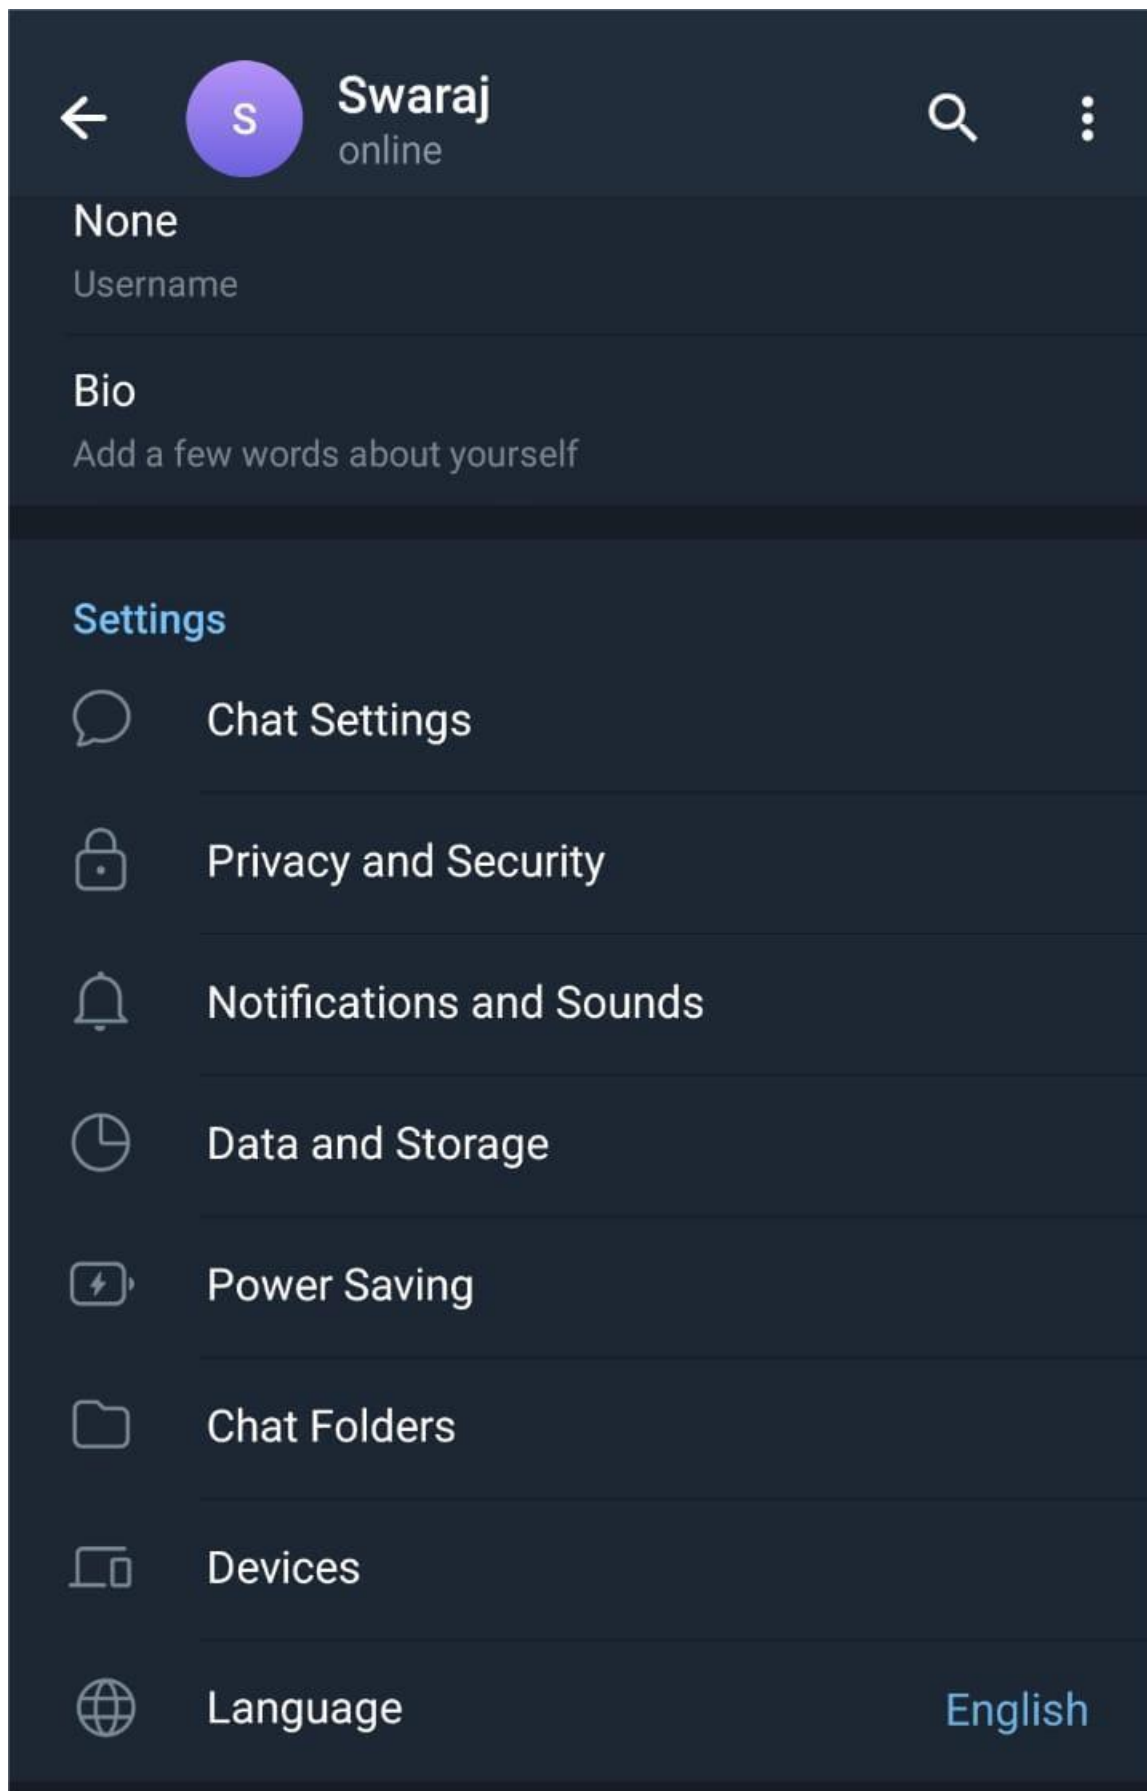 S
Swaraj
online
None
Username
Bio
Add a few words about yourself
Settings
Chat Settings
Privacy and Security
Notifications and Sounds
Data and Storage
Power Saving
Chat Folders
Devices
Language English